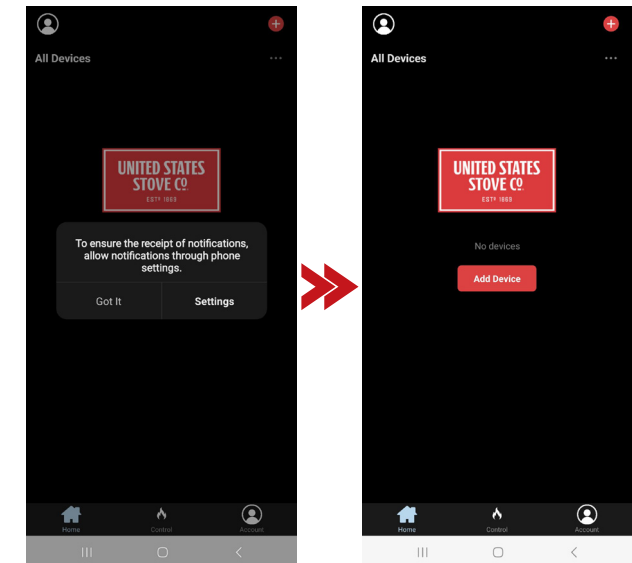 All Devices
UNITED STATES
STOVE CO.
ESTD 1869
To ensure the receipt of notifications,
allow notifications through phone
settings.
Got It
Settings
Home
Control
Account
All Devices
UNITED STATES
STOVE CO.
ESTD 1869
No devices
Add Device
Home
Control
Account